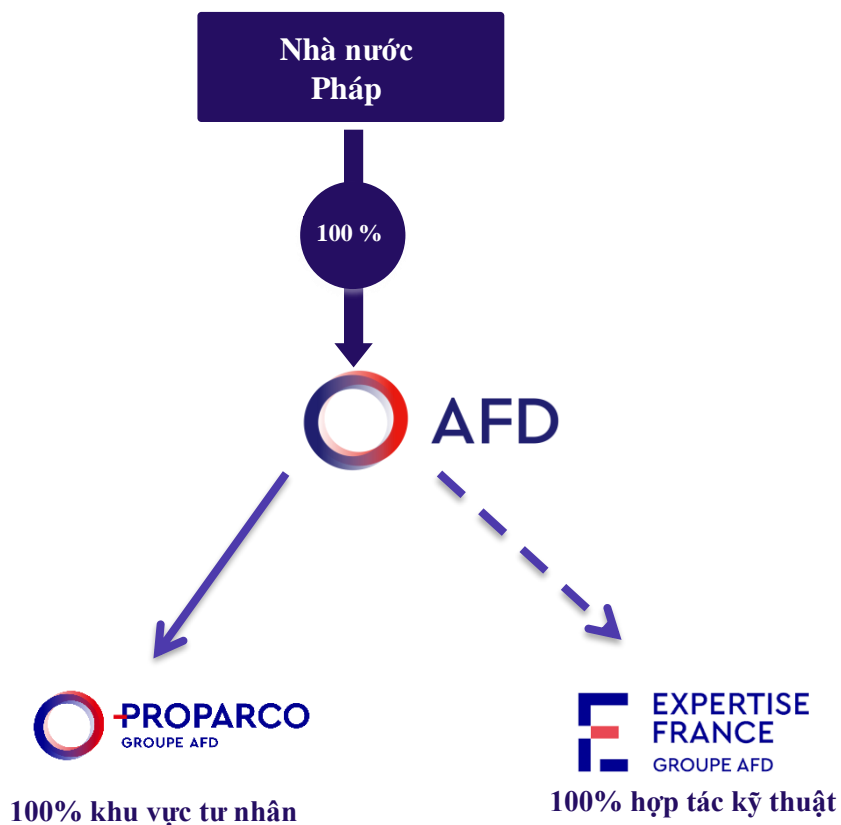 Nhà nước
Pháp
100 %
AFD
PROPARCO
GROUPE AFD
100% khu vực tư nhân
EXPERTISE
FRANCE
GROUPE AFD
100% hợp tác kỹ thuật